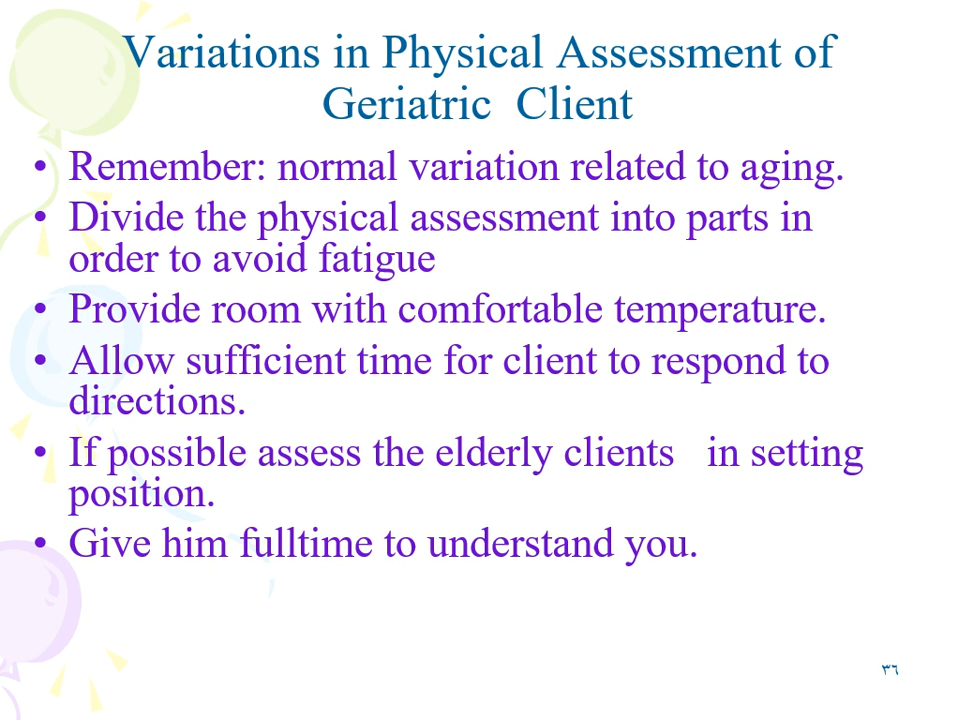 Variations in Physical Assessment of
Geriatric Client
• Remember: normal variation related to aging.
• Divide the physical assessment into parts in
order to avoid fatigue
• Provide room with comfortable temperature.
• Allow sufficient time for client to respond to
directions.
• If possible assess the elderly clients in setting
position.
• Give him fulltime to understand you.
٣٦